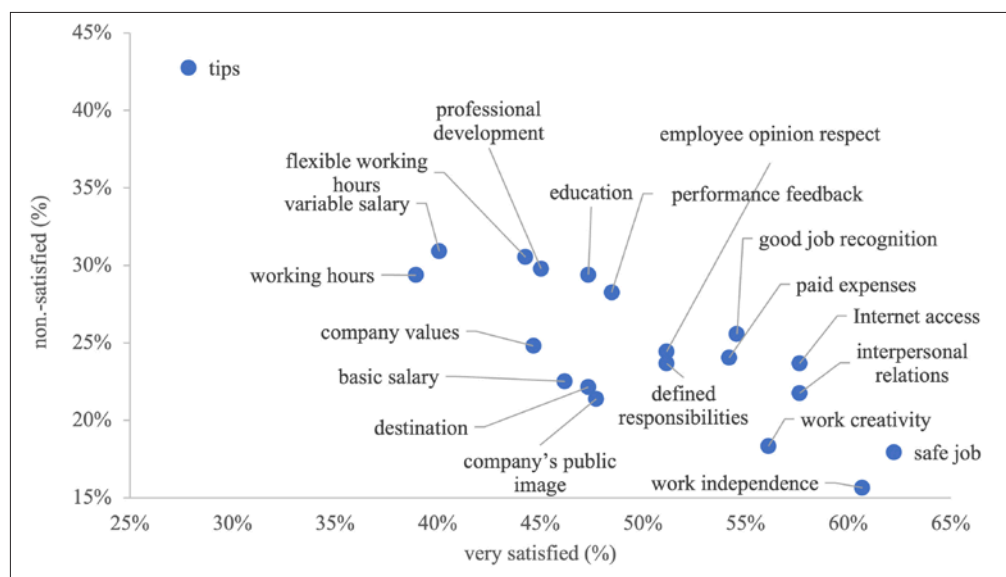 45%
40%
35%
30%
25%
20%
15%
non.-satisfied (%)
tips
professional
development
employee opinion respect
flexible working
hours
variable salary
education
performance feedback
working hours
good job recognition
paid expenses
company values
Internet access
basic salary
interpersonal
relations
destination
defined
responsibilities
work creativity
company’s public
image
safe job
work independence
25%
30%
35%
40%
45%
50%
55%
60%
65%
very satisfied (%)